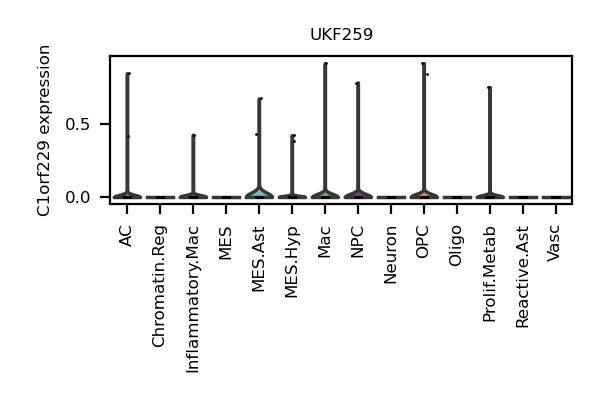 UKF259
C1orf229 expression
0.5
0.0
AC
Chromatin.Reg
Inflammatory.Mac
MES
MES.Ast
MES.Hyp
Mac
NPC
Neuron
OPC
Oligo
Prolif.Metab
Reactive.Ast
Vasc